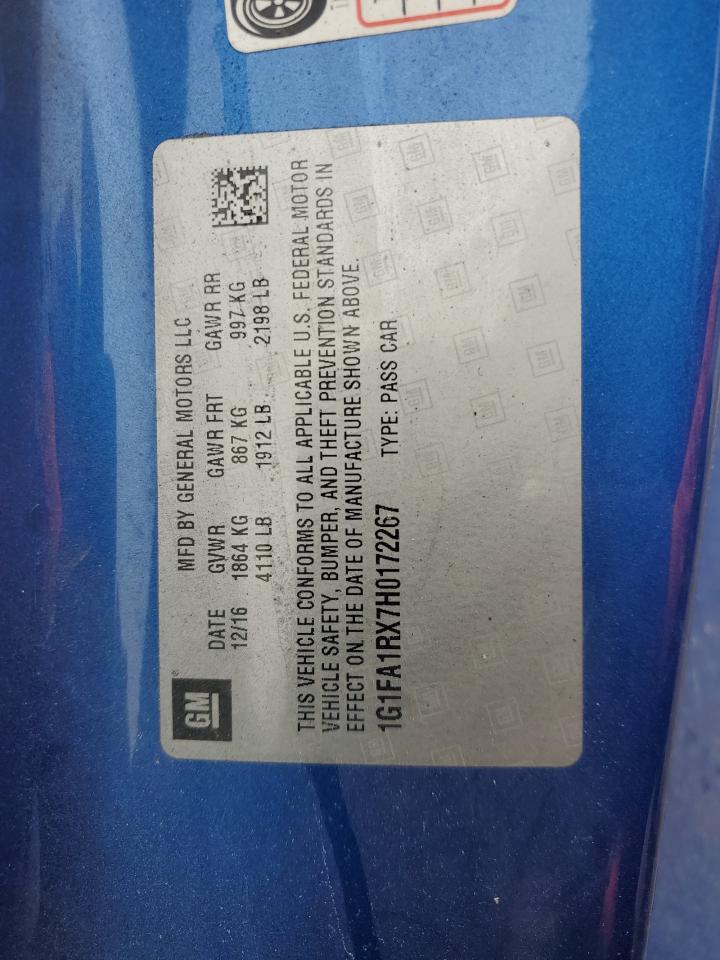 MFD BY GENERAL MOTORS LLC
DATE GVWR GAWR FRT GAWR RR
12/16 1864 KG 867 KG 997 KG
4110 LB 1912 LB 2198 LB
GM
THIS VEHICLE CONFORMS TO ALL APPLICABLE U.S. FEDERAL MOTOR
VEHICLE SAFETY, BUMPER, AND THEFT PREVENTION STANDARDS IN
EFFECT ON THE DATE OF MANUFACTURE SHOWN ABOVE.
1G1FA1RX7H0172267 TYPE: PASS CAR